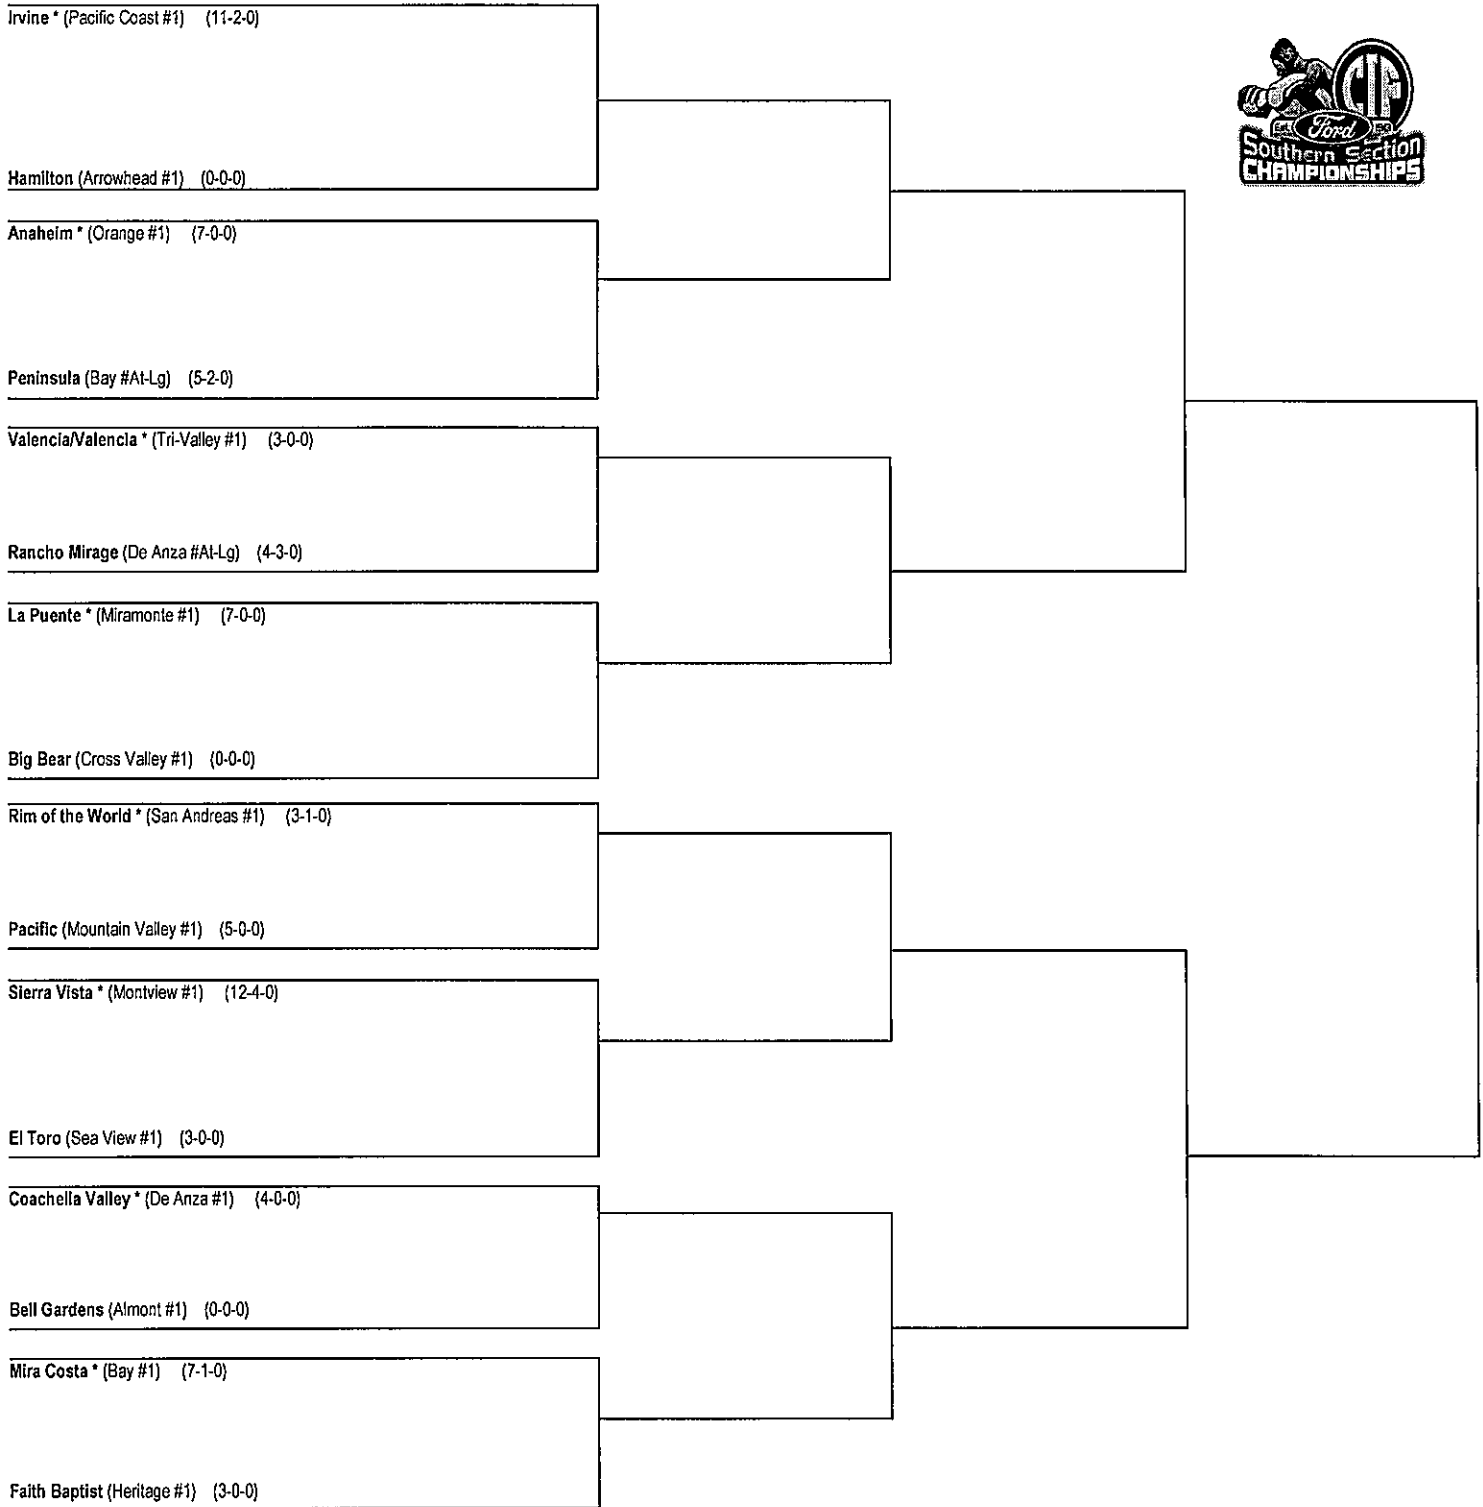 Irvine * (Pacific Coast #1) (11-2-0)
Hamilton (Arrowhead #1) (0-0-0)
Anaheim * (Orange #1) (7-0-0)
Peninsula (Bay #At-Lg) (5-2-0)
Valencia/Valencia * (Tri-Valley #1) (3-0-0)
Rancho Mirage (De Anza #At-Lg) (4-3-0)
La Puente * (Miramonte #1) (7-0-0)
Big Bear (Cross Valley #1) (0-0-0)
Rim of the World * (San Andreas #1) (3-1-0)
Pacific (Mountain Valley #1) (5-0-0)
Sierra Vista * (Montview #1) (12-4-0)
El Toro (Sea View #1) (3-0-0)
Coachella Valley * (De Anza #1) (4-0-0)
Bell Gardens (Almont #1) (0-0-0)
Mira Costa * (Bay #1) (7-1-0)
Faith Baptist (Heritage #1) (3-0-0)
CIF
Ford
Southern Section
CHAMPIONSHIPS